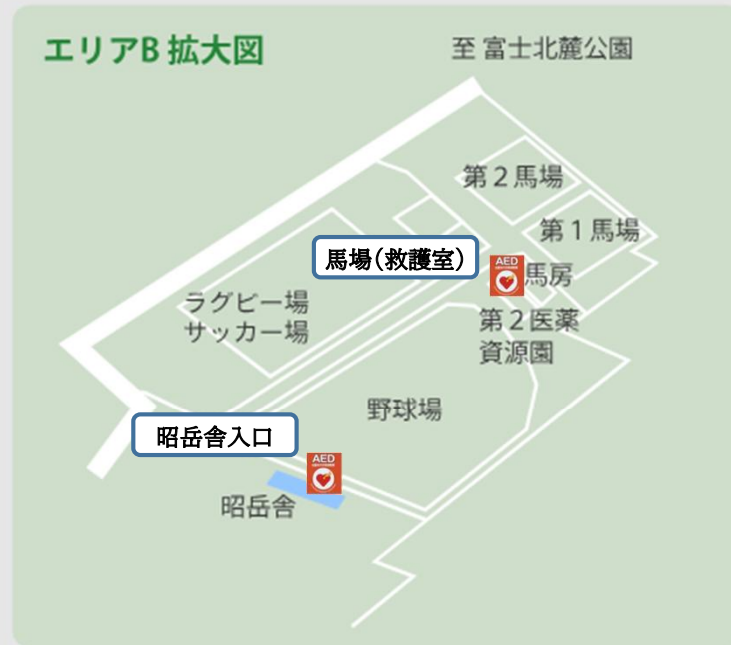 エリアB 拡大図
至 富士北麓公園
第2馬場
第1馬場
馬場(救護室)
AED
馬房
ラグビー場
サッカー場
第2医薬
資源園
野球場
昭岳舎入口
AED
昭岳舎